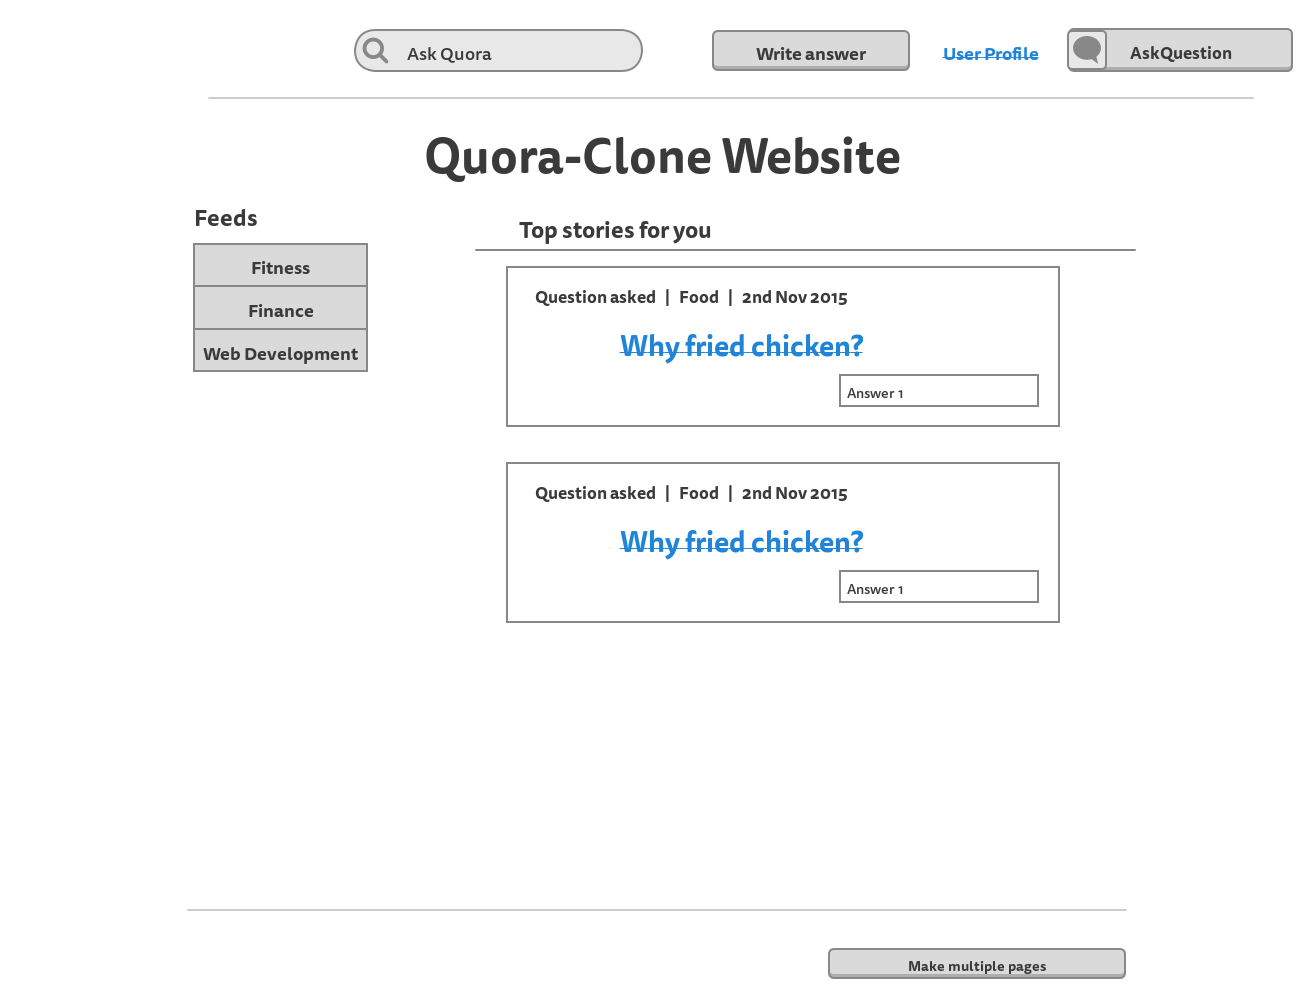 Ask Quora
Write answer
User Profile
AskQuestion
Quora-Clone Website
Feeds
Fitness
Finance
Web Development
Top stories for you
Question asked | Food | 2nd Nov 2015
Why fried chicken?
Answer 1
Question asked | Food | 2nd Nov 2015
Why fried chicken?
Answer 1
Make multiple pages